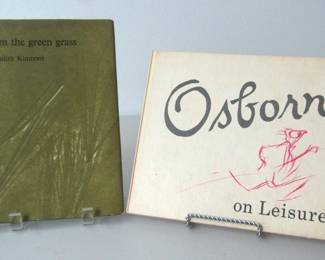 the green grass
Osborn
on Leisure